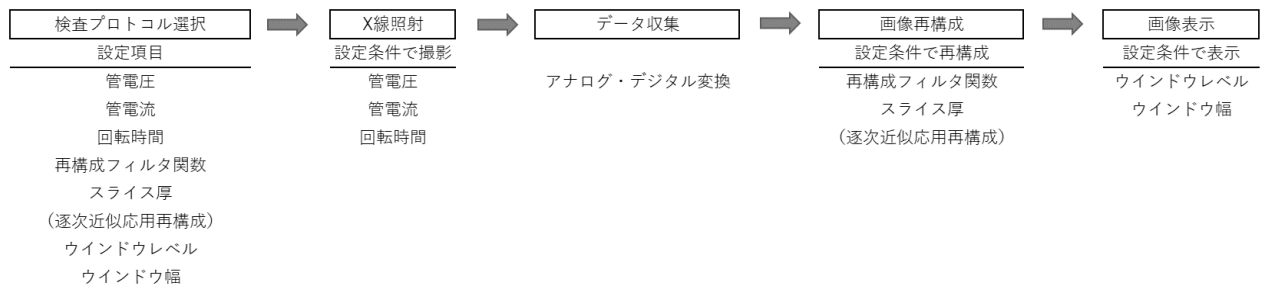 検査プロトコル選択
設定項目
管電圧
管電流
回転時間
再構成フィルタ関数
スライス厚
(逐次近似応用再構成)
ウインドウレベル
ウインドウ幅
X線照射
設定条件で撮影
管電圧
管電流
回転時間
データ収集
アナログ・デジタル変換
画像再構成
設定条件で再構成
再構成フィルタ関数
スライス厚
(逐次近似応用再構成)
画像表示
設定条件で表示
ウインドウレベル
ウインドウ幅